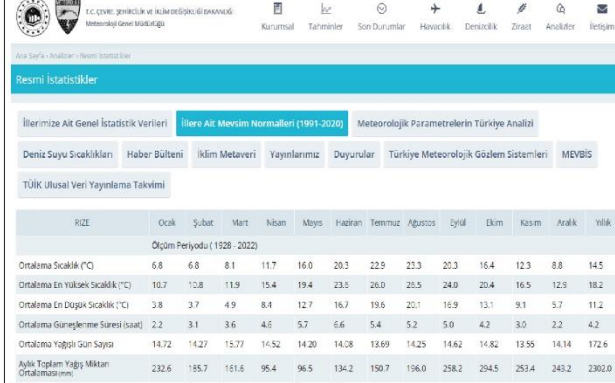 T.C. ÇEVRE, ŞEHİRCİLİK VE İKLİM DEĞİŞİKLİĞİ BAKANLIĞI
Meteoroloji Genel Müdürlüğü
Kurumsal Tahminler Son Durumlar Havacılık Denizcilik Ziraat Analizler İletişim
Ana Sayfa › Analizler › Resmi İstatistikler
Resmi İstatistikler
İllerimize Ait Genel İstatistik Verileri İllere Ait Mevsim Normalleri (1991-2020) Meteorolojik Parametrelerin Türkiye Analizi
Deniz Suyu Sıcaklıkları Haber Bülteni İklim Metaveri Yayınlarımız Duyurular Türkiye Meteorolojik Gözlem Sistemleri MEVBİS
TÜİK Ulusal Veri Yayınlama Takvimi
RIZE Ocak Şubat Mart Nisan Mayıs Haziran Temmuz Ağustos Eylül Ekim Kasım Aralık Yıllık
Ölçüm Periyodu ( 1928 - 2022)
Ortalama Sıcaklık (°C) 6.8 6.8 8.1 11.7 16.0 20.3 22.9 23.3 20.3 16.4 12.3 8.8 14.5
Ortalama En Yüksek Sıcaklık (°C) 10.7 10.8 11.9 15.4 19.4 23.6 26.0 26.5 24.0 20.4 16.5 12.9 18.2
Ortalama En Düşük Sıcaklık (°C) 3.8 3.7 4.9 8.4 12.7 16.7 19.6 20.1 16.9 13.1 9.1 5.7 11.2
Ortalama Güneşlenme Süresi (saat) 2.2 3.1 3.6 4.6 5.7 6.6 5.4 5.2 5.0 4.2 3.0 2.2 4.2
Ortalama Yağışlı Gün Sayısı 14.72 14.27 15.77 14.52 14.20 14.08 13.69 14.25 14.62 14.82 13.55 14.14 172.6
Aylık Toplam Yağış Miktarı
Ortalaması (mm) 232.6 185.7 161.6 95.4 96.5 134.2 150.7 196.0 258.2 294.5 253.4 243.2 2302.0